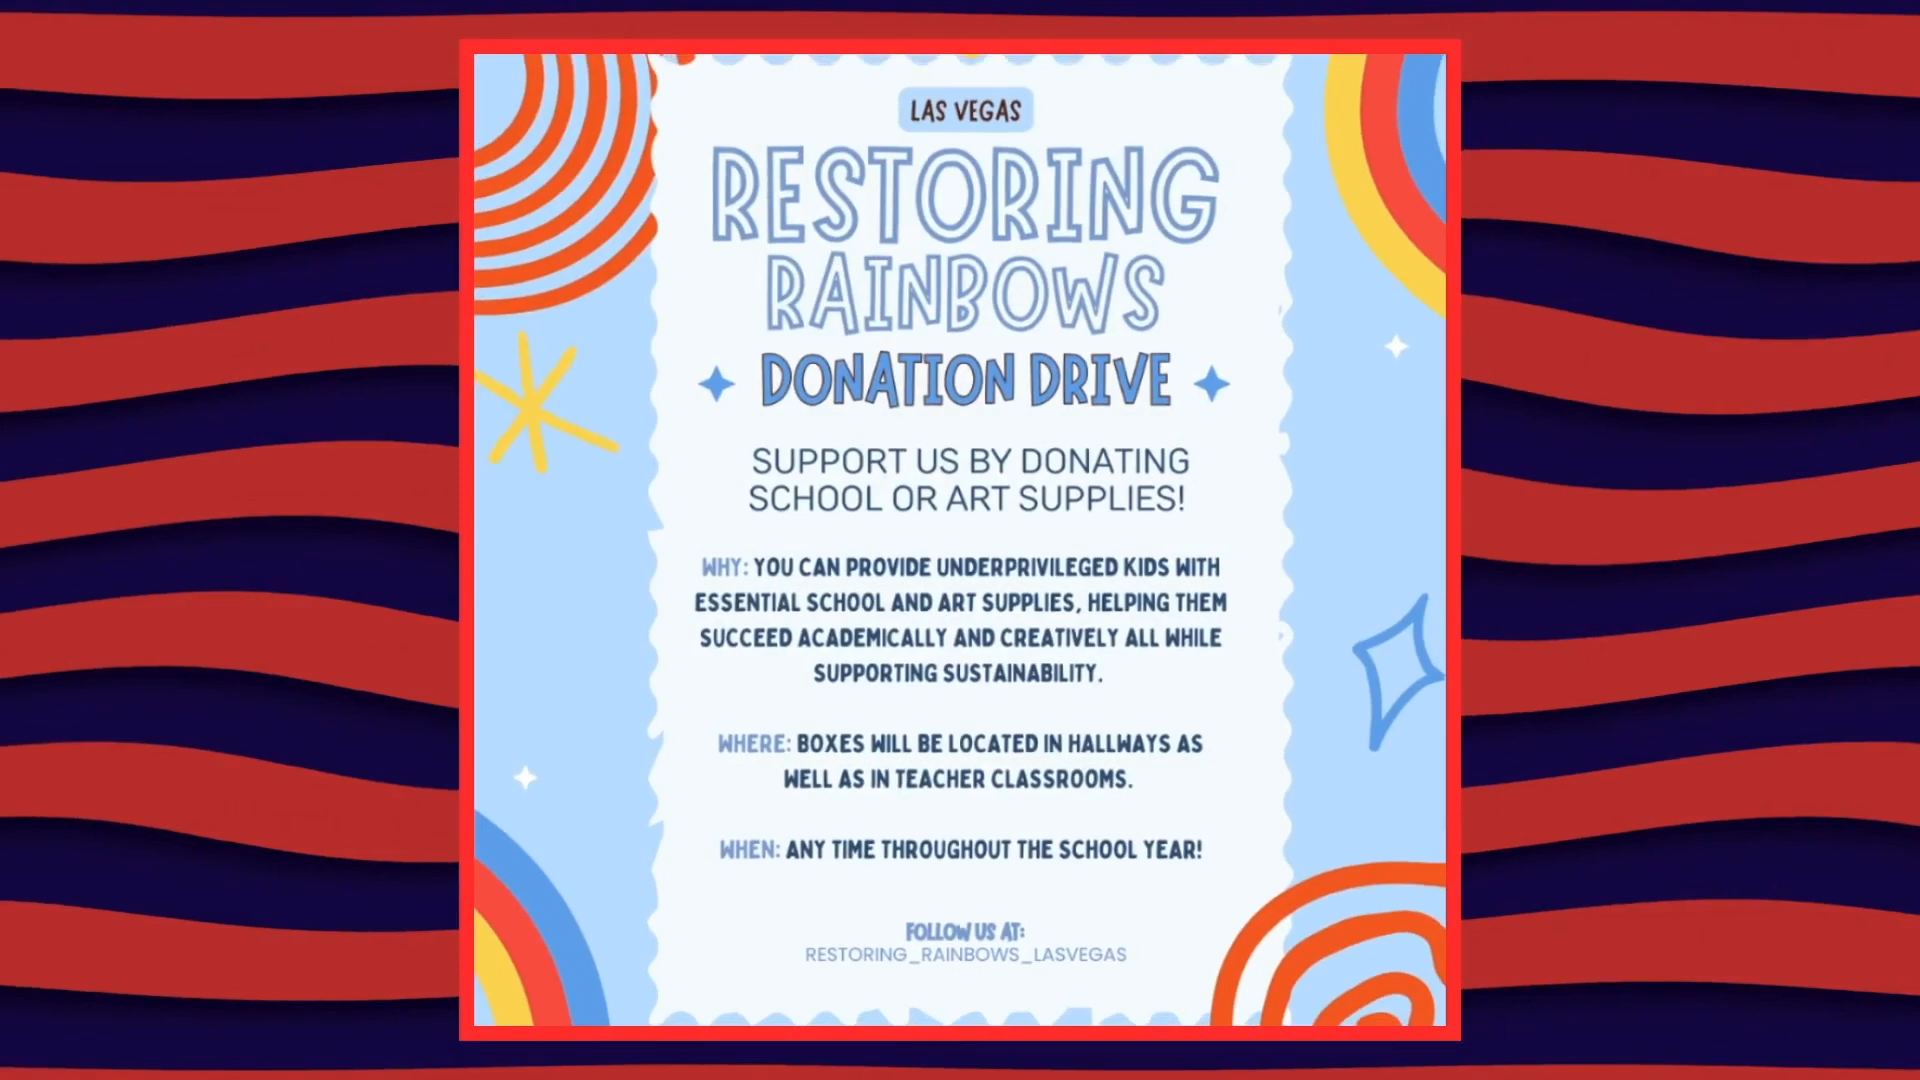 LAS VEGAS
RESTORING
RAINBOWS
DONATION DRIVE
SUPPORT US BY DONATING
SCHOOL OR ART SUPPLIES!
WHY: YOU CAN PROVIDE UNDERPRIVILEGED KIDS WITH
ESSENTIAL SCHOOL AND ART SUPPLIES, HELPING THEM
SUCCEED ACADEMICALLY AND CREATIVELY ALL WHILE
SUPPORTING SUSTAINABILITY.
WHERE: BOXES WILL BE LOCATED IN HALLWAYS AS
WELL AS IN TEACHER CLASSROOMS.
WHEN: ANY TIME THROUGHOUT THE SCHOOL YEAR!
FOLLOW US AT:
RESTORING_RAINBOWS_LASVEGAS